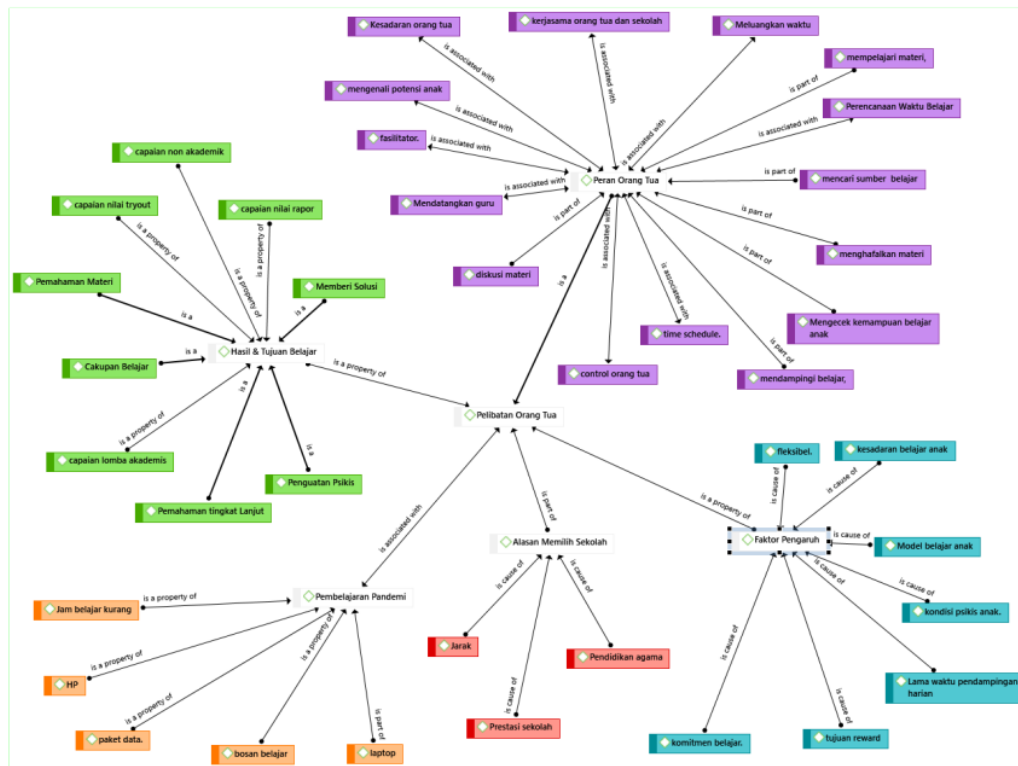 Kesadaran orang tua
kerjasama orang tua dan sekolah
Meluangkan waktu
mempelajari materi,
mengenali potensi anak
Perencanaan Waktu Belajar
fasilitator.
Peran Orang Tua
mencari sumber belajar
Mendatangkan guru
menghafalkan materi
diskusi materi
Mengecek kemampuan belajar
anak
time schedule.
control orang tua
mendampingi belajar,
is associated with
is associated with
is associated with
is part of
is associated with
is associated with
is associated with
is part of
is associated with
is part of
is part of
is associated with
is part of
is associated with
is part of
is part of
is a
capaian non akademik
capaian nilai tryout
capaian nilai rapor
Pemahaman Materi
Memberi Solusi
Hasil & Tujuan Belajar
Cakupan Belajar
capaian lomba akademis
Penguatan Psikis
Pemahaman tingkat Lanjut
is a property of
is a property of
is a property of
is a
is a
is a
is a property of
is a
is a
is a property of
Pelibatan Orang Tua
is associated with
is part of
is a property of
fleksibel.
kesadaran belajar anak
Faktor Pengaruh
Model belajar anak
kondisi psikis anak.
Lama waktu pendampingan
harian
tujuan reward
komitmen belajar.
is cause of
is cause of
is cause of
is cause of
is cause of
is cause of
is cause of
Alasan Memilih Sekolah
is cause of
is cause of
is cause of
Jarak
Pendidikan agama
Prestasi sekolah
Pembelajaran Pandemi
Jam belajar kurang
HP
paket data.
bosan belajar
laptop
is a property of
is a property of
is a property of
is a property of
is part of